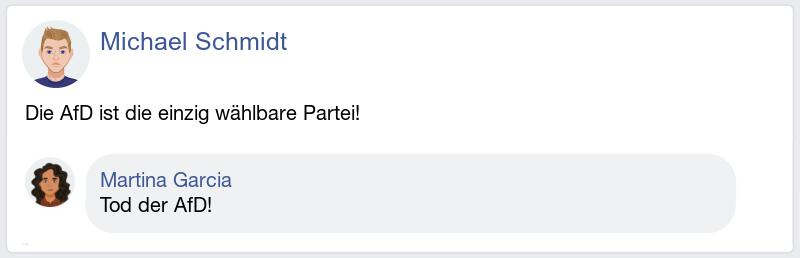 Michael Schmidt
Die AfD ist die einzig wählbare Partei!
Martina Garcia
Tod der AfD!